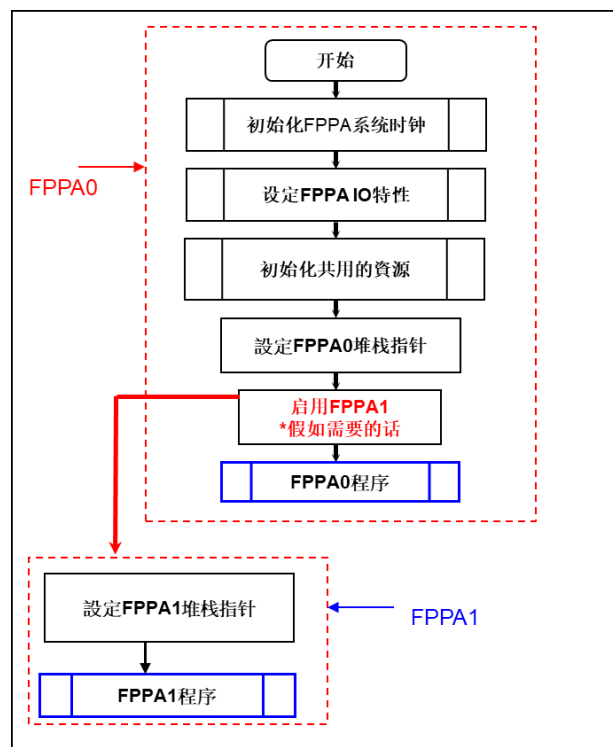 开始
初始化FPPA系统时钟
FPPA0
设定FPPA IO特性
初始化共用的資源
設定FPPA0堆栈指针
启用FPPA1
*假如需要的话
FPPA0程序
設定FPPA1堆栈指针
FPPA1
FPPA1程序